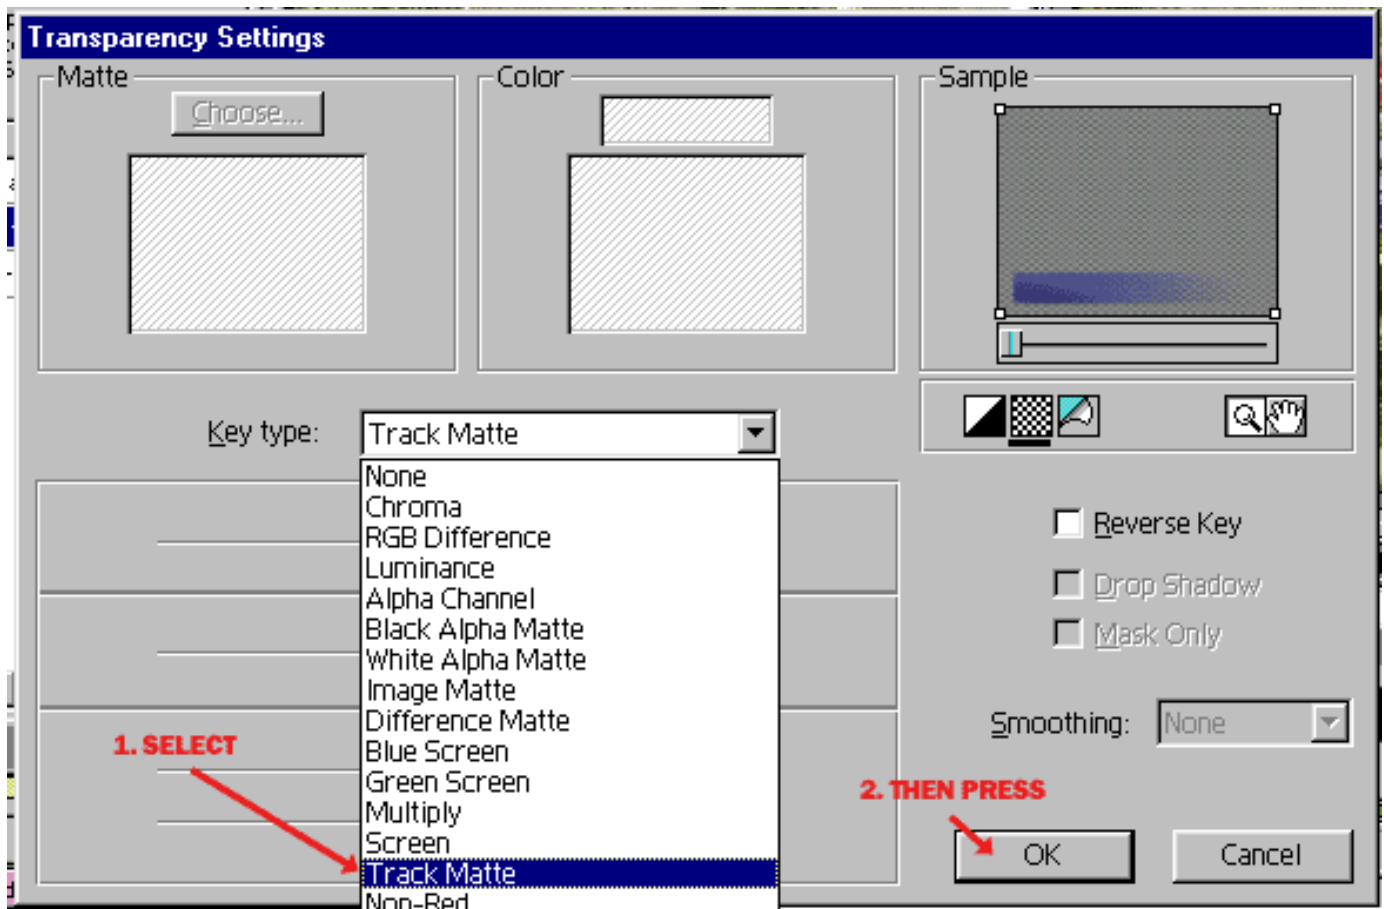 Transparency Settings
Matte
Choose...
Color
Sample
Key type:
Track Matte
None
Chroma
RGB Difference
Luminance
Alpha Channel
Black Alpha Matte
White Alpha Matte
Image Matte
Difference Matte
Blue Screen
Green Screen
Multiply
Screen
Track Matte
Non-Red
1. SELECT
Reverse Key
Drop Shadow
Mask Only
Smoothing: None
2. THEN PRESS
OK
Cancel